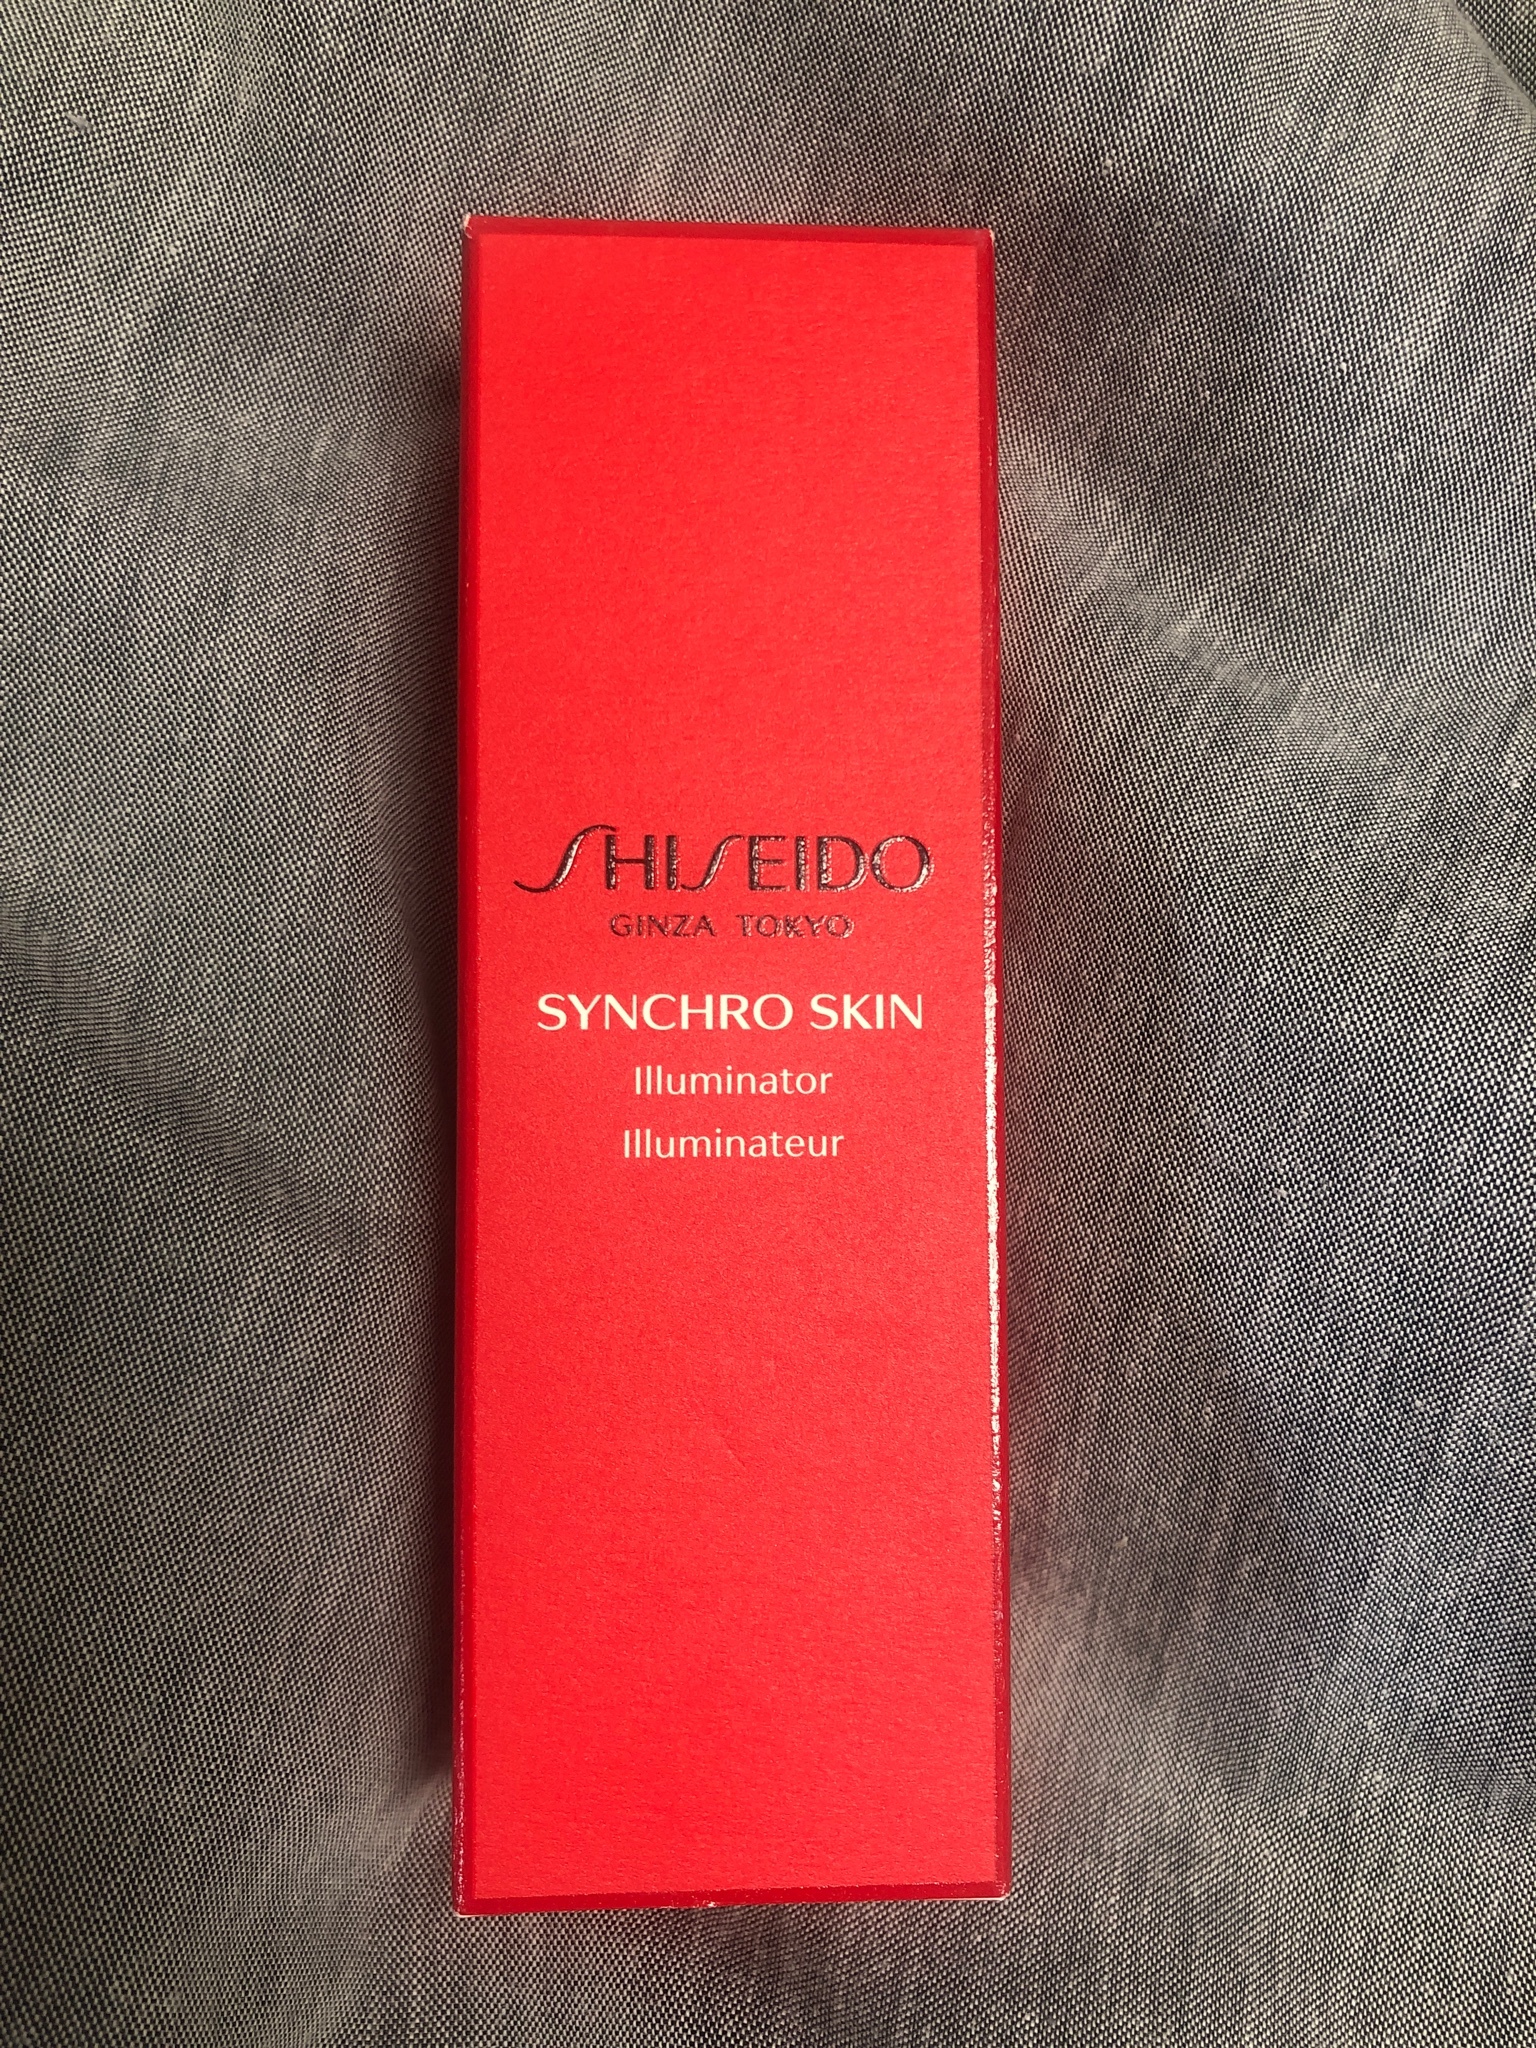 SHISEIDO
GINZA TOKYO
SYNCHRO SKIN
Illuminator
Illuminateur